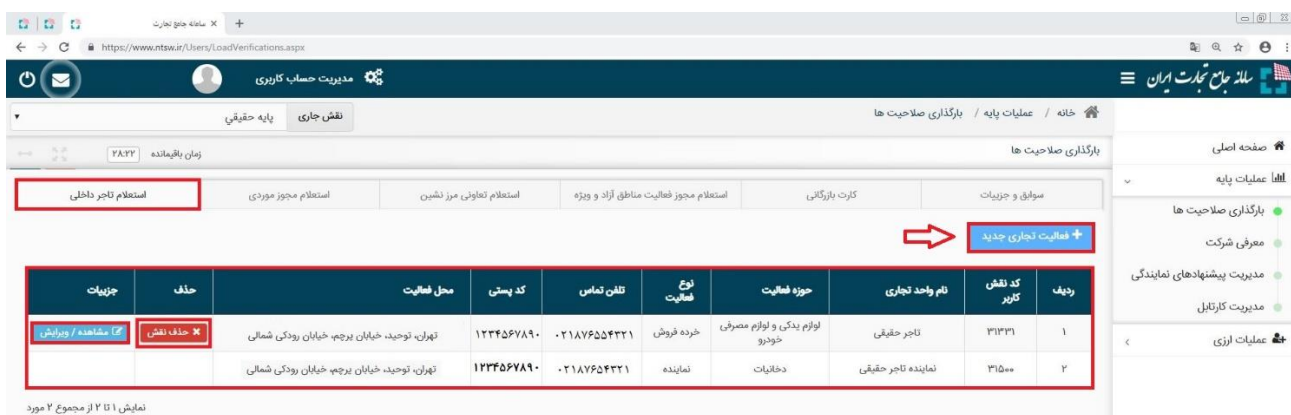 سامانه جامع تجارت
https://www.ntsw.ir/Users/LoadVerifications.aspx
سامانه جامع تجارت ایران
مدیریت حساب کاربری
خانه / عملیات پایه / بارگذاری صلاحیت ها
نقش جاری
پایه حقیقی
صفحه اصلی
عملیات پایه
بارگذاری صلاحیت ها
معرفی شرکت
مدیریت پیشنهادهای نمایندگی
مدیریت کارتابل
عملیات ارزی
بارگذاری صلاحیت ها
زمان باقیمانده ۲۸:۲۲
سوابق و جزییات
کارت بازرگانی
استعلام مجوز فعالیت مناطق آزاد و ویژه
استعلام تعاونی مرز نشین
استعلام مجوز موردی
استعلام تاجر داخلی
+ فعالیت تجاری جدید
ردیف کد نقش کاربر نام واحد تجاری حوزه فعالیت نوع فعالیت تلفن تماس کد پستی محل فعالیت حذف جزییات
۱ ۳۱۴۳۱ تاجر حقیقی لوازم یدکی و لوازم مصرفی خودرو خرده فروش ۰۲۱۸۷۶۵۵۴۳۲۱ ۱۲۳۴۵۶۷۸۹۰ تهران، توحید، خیابان پرچم، خیابان رودکی شمالی حذف نقش مشاهده / ویرایش
۲ ۳۱۵۰۰ نماینده تاجر حقیقی دخانیات نماینده ۰۲۱۸۷۶۵۴۳۲۱ ۱۲۳۴۵۶۷۸۹۰ تهران، توحید، خیابان پرچم، خیابان رودکی شمالی
نمایش ۱ تا ۲ از مجموع ۲ مورد